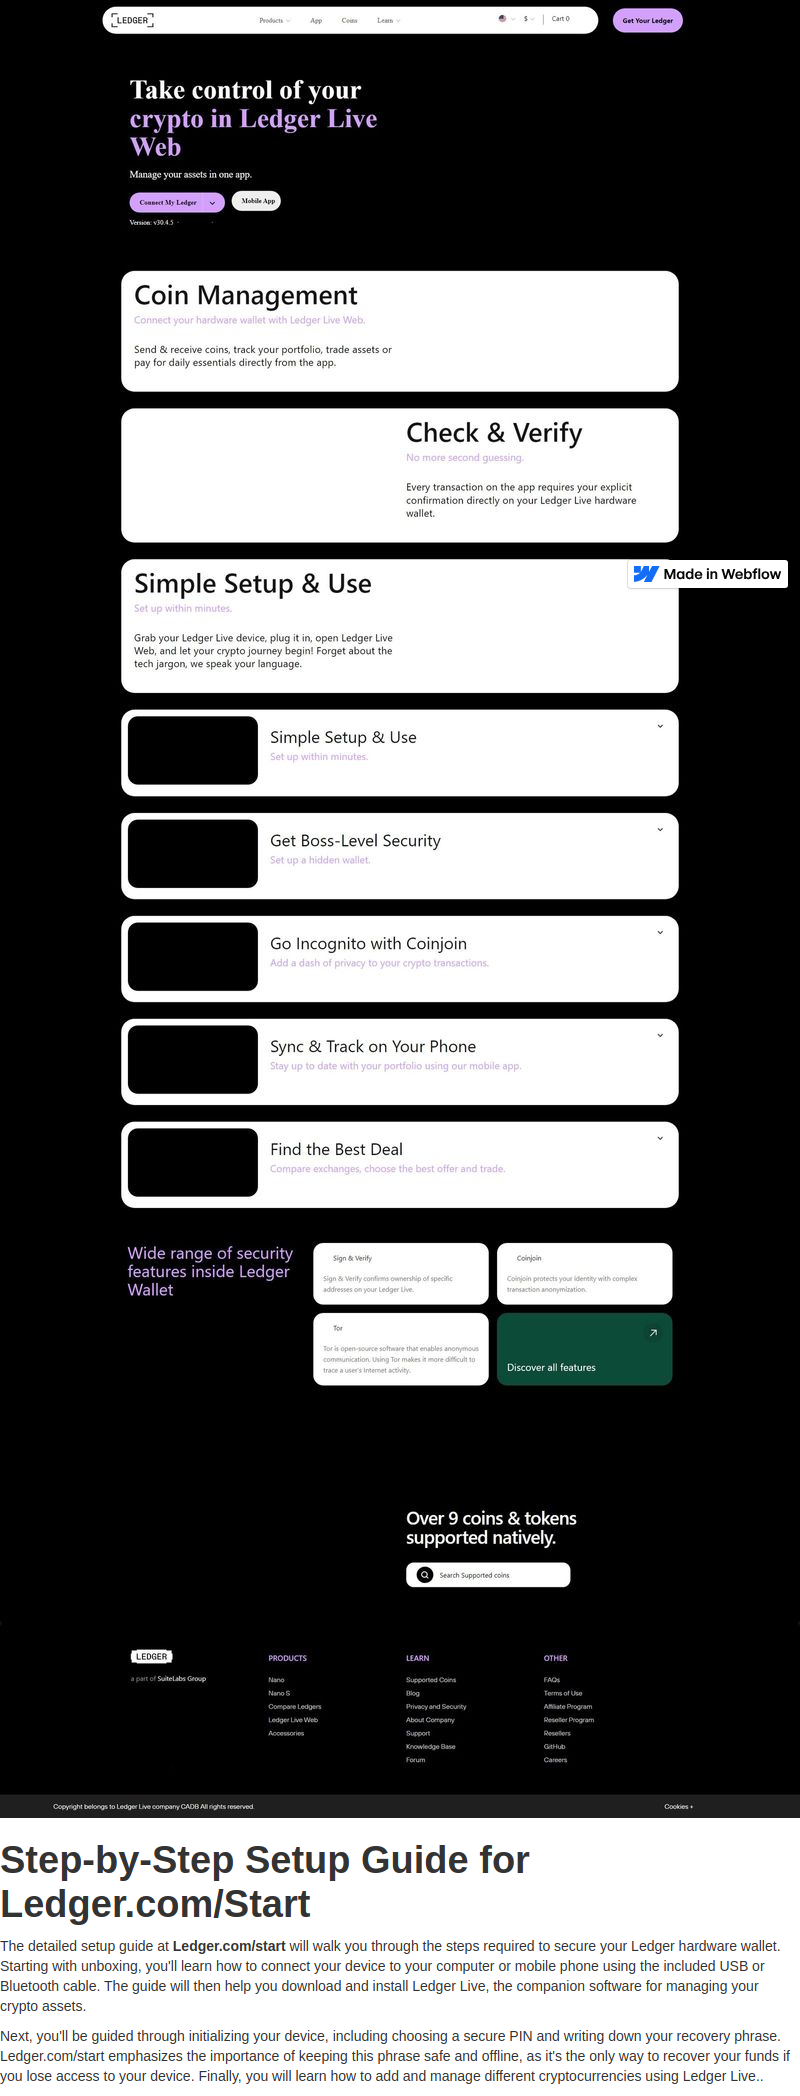 LEDGER
Products
App
Coins
Learn
$
Cart 0
Get Your Ledger
Take control of your
crypto in Ledger Live
Web
Manage your assets in one app.
Connect My Ledger
Mobile App
Version: v30.4.5
Coin Management
Connect your hardware wallet with Ledger Live Web.
Send & receive coins, track your portfolio, trade assets or
pay for daily essentials directly from the app.
Check & Verify
No more second guessing.
Every transaction on the app requires your explicit
confirmation directly on your Ledger Live hardware
wallet.
Made in Webflow
Simple Setup & Use
Set up within minutes.
Grab your Ledger Live device, plug it in, open Ledger Live
Web, and let your crypto journey begin! Forget about the
tech jargon, we speak your language.
Simple Setup & Use
Set up within minutes.
Get Boss-Level Security
Set up a hidden wallet.
Go Incognito with Coinjoin
Add a dash of privacy to your crypto transactions.
Sync & Track on Your Phone
Stay up to date with your portfolio using our mobile app.
Find the Best Deal
Compare exchanges, choose the best offer and trade.
Wide range of security
features inside Ledger
Wallet
Sign & Verify
Sign & Verify confirms ownership of specific
addresses on your Ledger Live.
Coinjoin
Coinjoin protects your identity with complex
transaction anonymization.
Tor
Tor is open-source software that enables anonymous
communication. Using Tor makes it more difficult to
trace a user's Internet activity.
Discover all features
Over 9 coins & tokens
supported natively.
Search Supported coins
LEDGER
a part of SuiteLabs Group
PRODUCTS
Nano
Nano S
Compare Ledgers
Ledger Live Web
Accessories
LEARN
Supported Coins
Blog
Privacy and Security
About Company
Support
Knowledge Base
Forum
OTHER
FAQs
Terms of Use
Affiliate Program
Reseller Program
Resellers
GitHub
Careers
Copyright belongs to Ledger Live company CADB All rights reserved.
Cookies +
Step-by-Step Setup Guide for
Ledger.com/Start
The detailed setup guide at Ledger.com/start will walk you through the steps required to secure your Ledger hardware wallet.
Starting with unboxing, you'll learn how to connect your device to your computer or mobile phone using the included USB or
Bluetooth cable. The guide will then help you download and install Ledger Live, the companion software for managing your
crypto assets.
Next, you'll be guided through initializing your device, including choosing a secure PIN and writing down your recovery phrase.
Ledger.com/start emphasizes the importance of keeping this phrase safe and offline, as it's the only way to recover your funds if
you lose access to your device. Finally, you will learn how to add and manage different cryptocurrencies using Ledger Live..